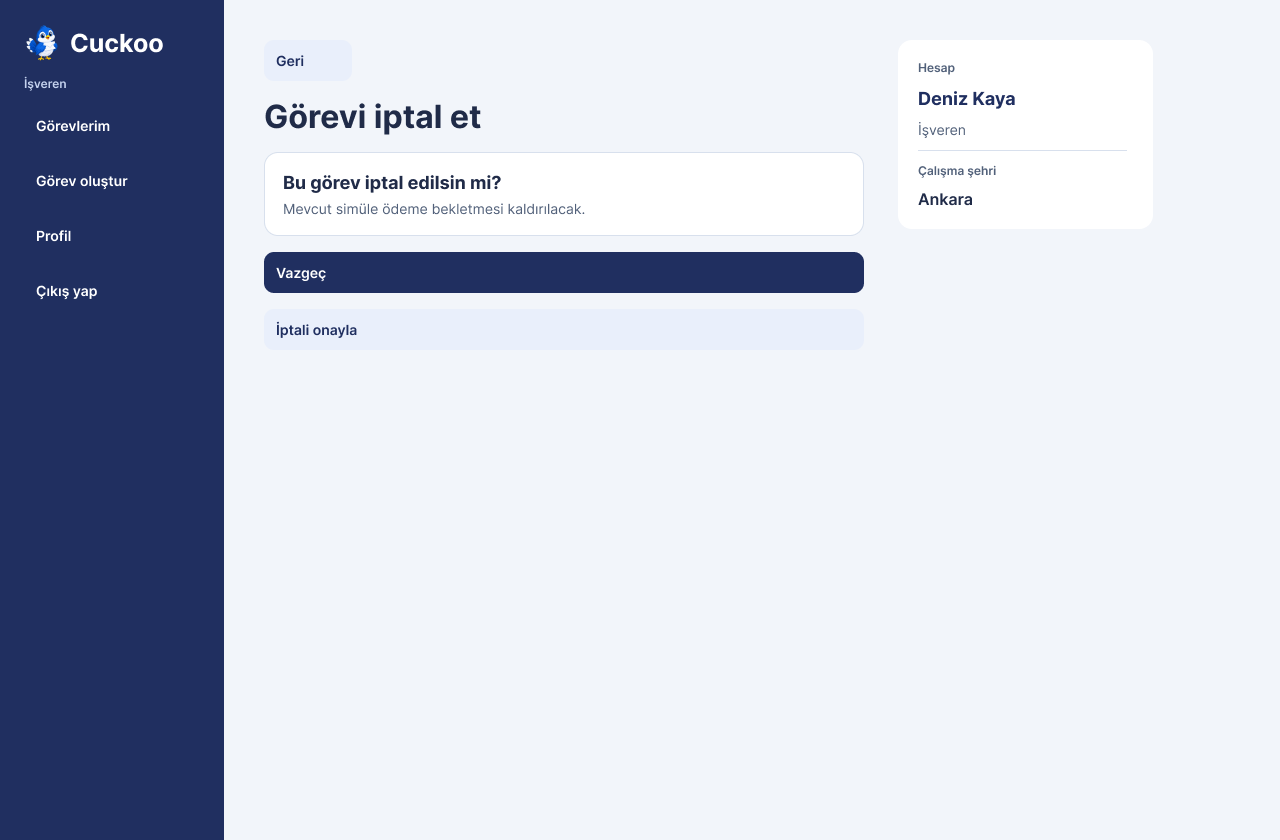 Cuckoo
İşveren
Görevlerim
Görev oluştur
Profil
Çıkış yap
Geri
Görevi iptal et
Bu görev iptal edilsin mi?
Mevcut simüle ödeme bekletmesi kaldırılacak.
Vazgeç
İptali onayla
Hesap
Deniz Kaya
İşveren
Çalışma şehri
Ankara